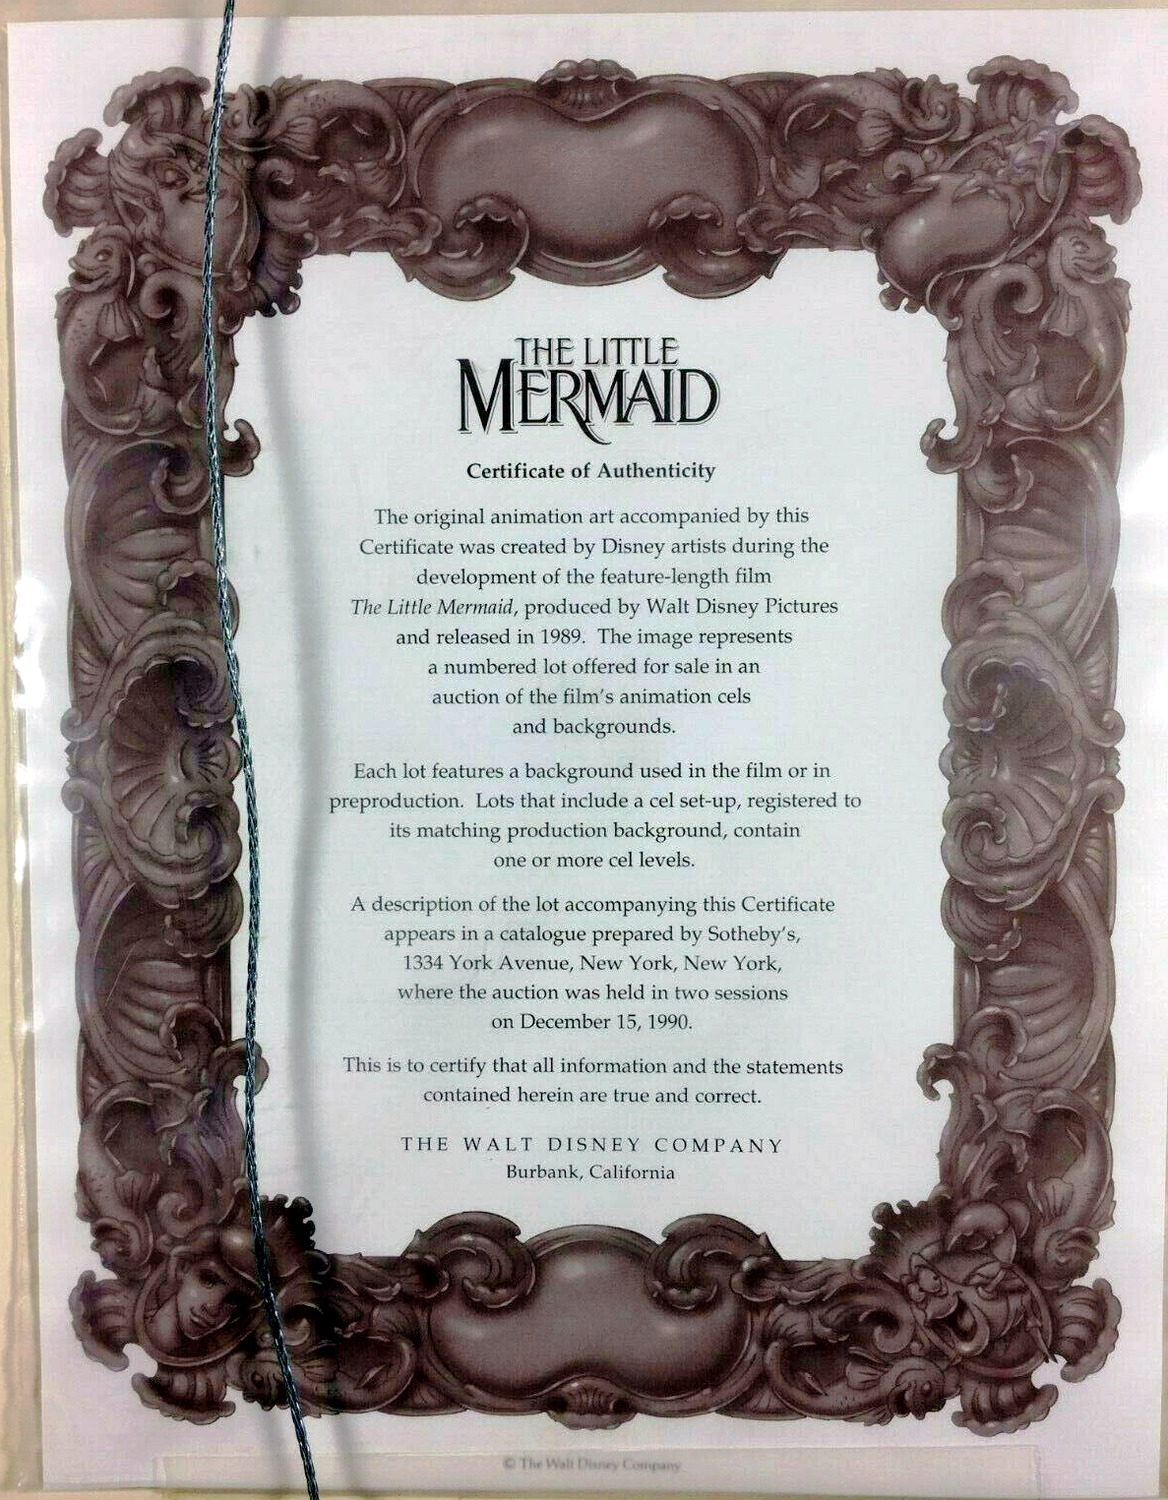 THE LITTLE
MERMAID
Certificate of Authenticity
The original animation art accompanied by this
Certificate was created by Disney artists during the
development of the feature-length film
The Little Mermaid, produced by Walt Disney Pictures
and released in 1989. The image represents
a numbered lot offered for sale in an
auction of the film's animation cels
and backgrounds.
Each lot features a background used in the film or in
preproduction. Lots that include a cel set-up, registered to
its matching production background, contain
one or more cel levels.
A description of the lot accompanying this Certificate
appears in a catalogue prepared by Sotheby's,
1334 York Avenue, New York, New York,
where the auction was held in two sessions
on December 15, 1990.
This is to certify that all information and the statements
contained herein are true and correct.
THE WALT DISNEY COMPANY
Burbank, California
© The Walt Disney Company